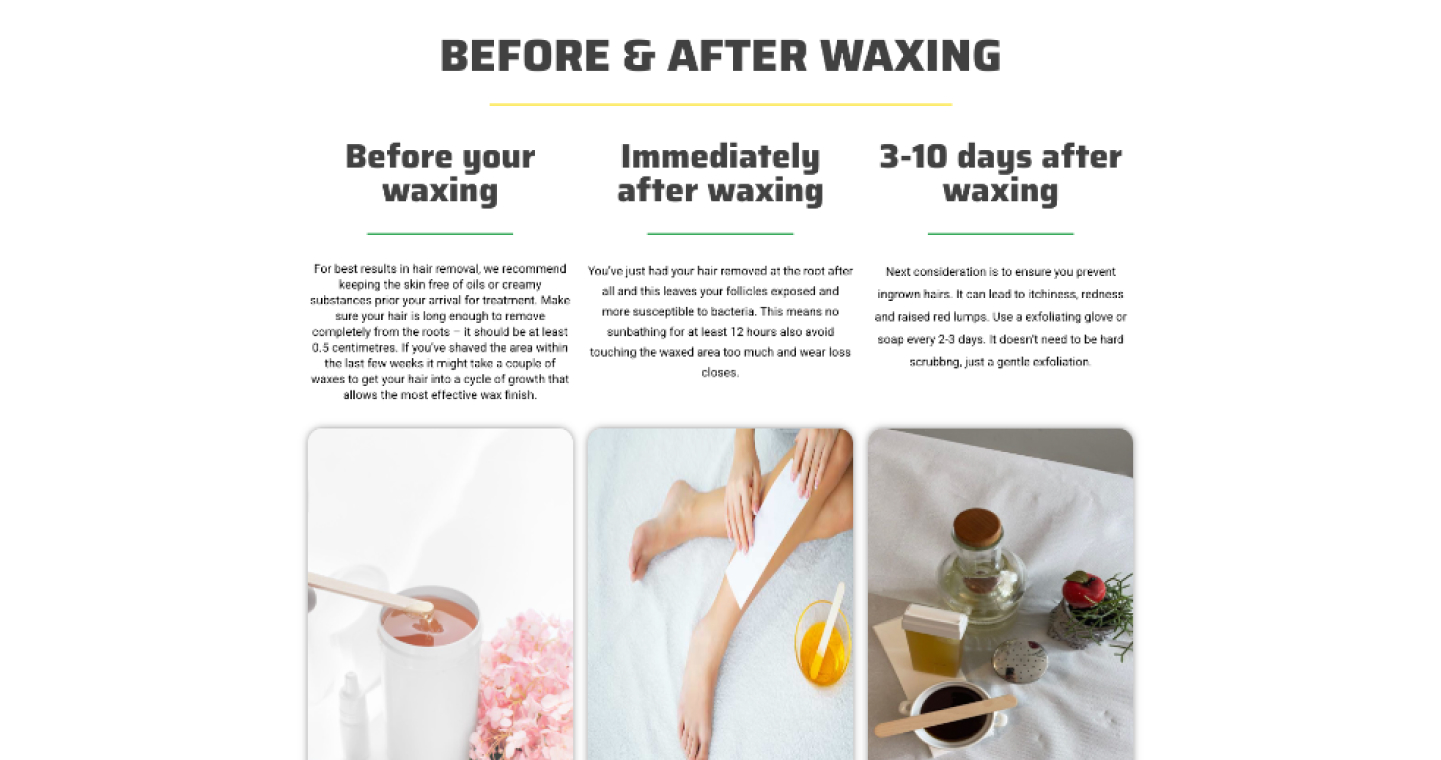 BEFORE & AFTER WAXING
Before your
waxing
For best results in hair removal, we recommend
keeping the skin free of oils or creamy
substances prior your arrival for treatment. Make
sure your hair is long enough to remove
completely from the roots – it should be at least
0.5 centimetres. If you've shaved the area within
the last few weeks it might take a couple of
waxes to get your hair into a cycle of growth that
allows the most effective wax finish.
Immediately
after waxing
You've just had your hair removed at the root after
all and this leaves your follicles exposed and
more susceptible to bacteria. This means no
sunbathing for at least 12 hours also avoid
touching the waxed area too much and wear loss
closes.
3-10 days after
waxing
Next consideration is to ensure you prevent
ingrown hairs. It can lead to itchiness, redness
and raised red lumps. Use a exfoliating glove or
soap every 2-3 days. It doesn't need to be hard
scrubbng, just a gentle exfoliation.